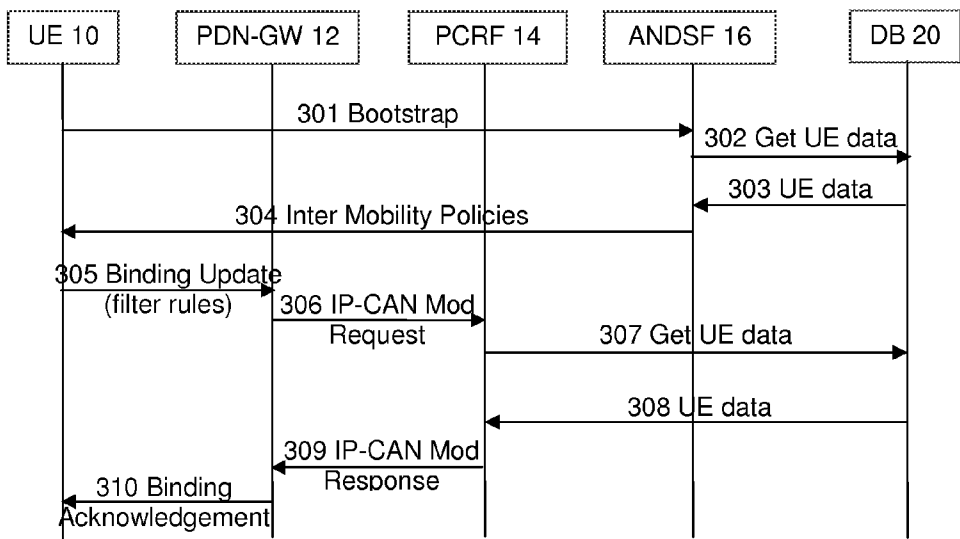 UE 10
PDN-GW 12
PCRF 14
ANDSF 16
DB 20
301 Bootstrap
302 Get UE data
303 UE data
304 Inter Mobility Policies
305 Binding Update
(filter rules)
306 IP-CAN Mod
Request
307 Get UE data
308 UE data
309 IP-CAN Mod
Response
310 Binding
Acknowledgement